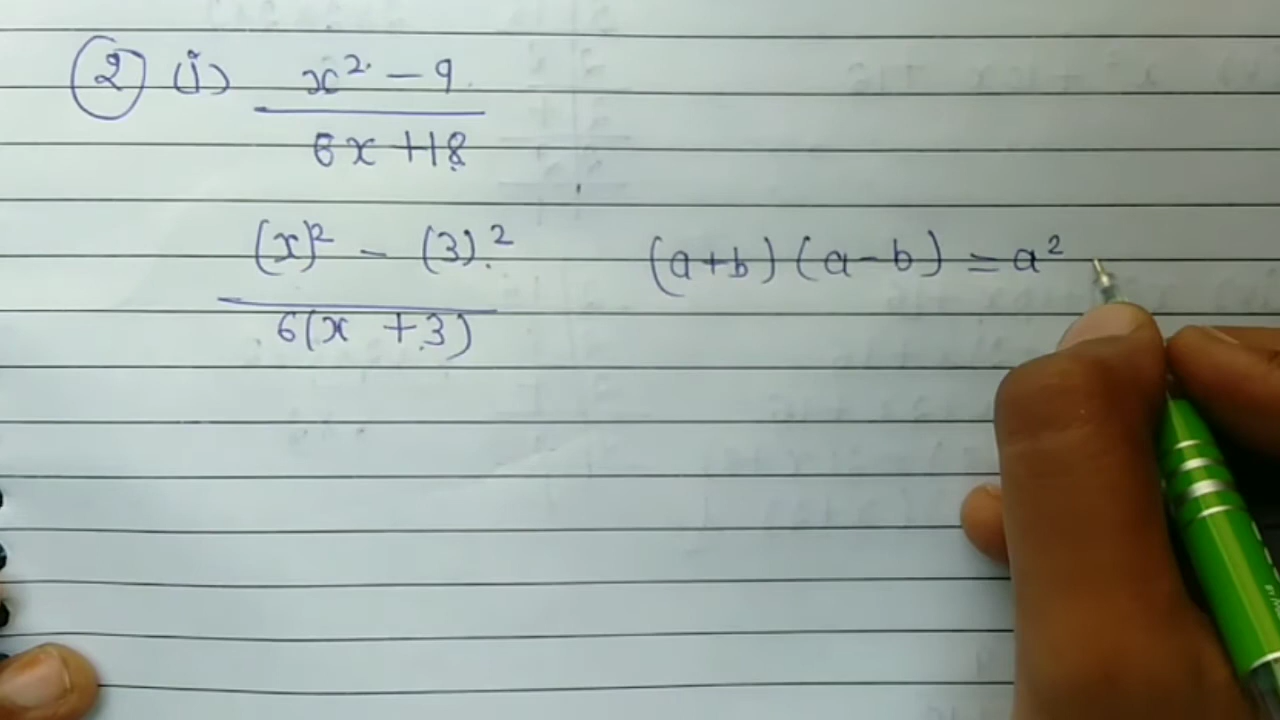 ② (i) x² - 9
6x + 18
(x)² - (3)² (a+b)(a-b) = a²
6(x + 3)